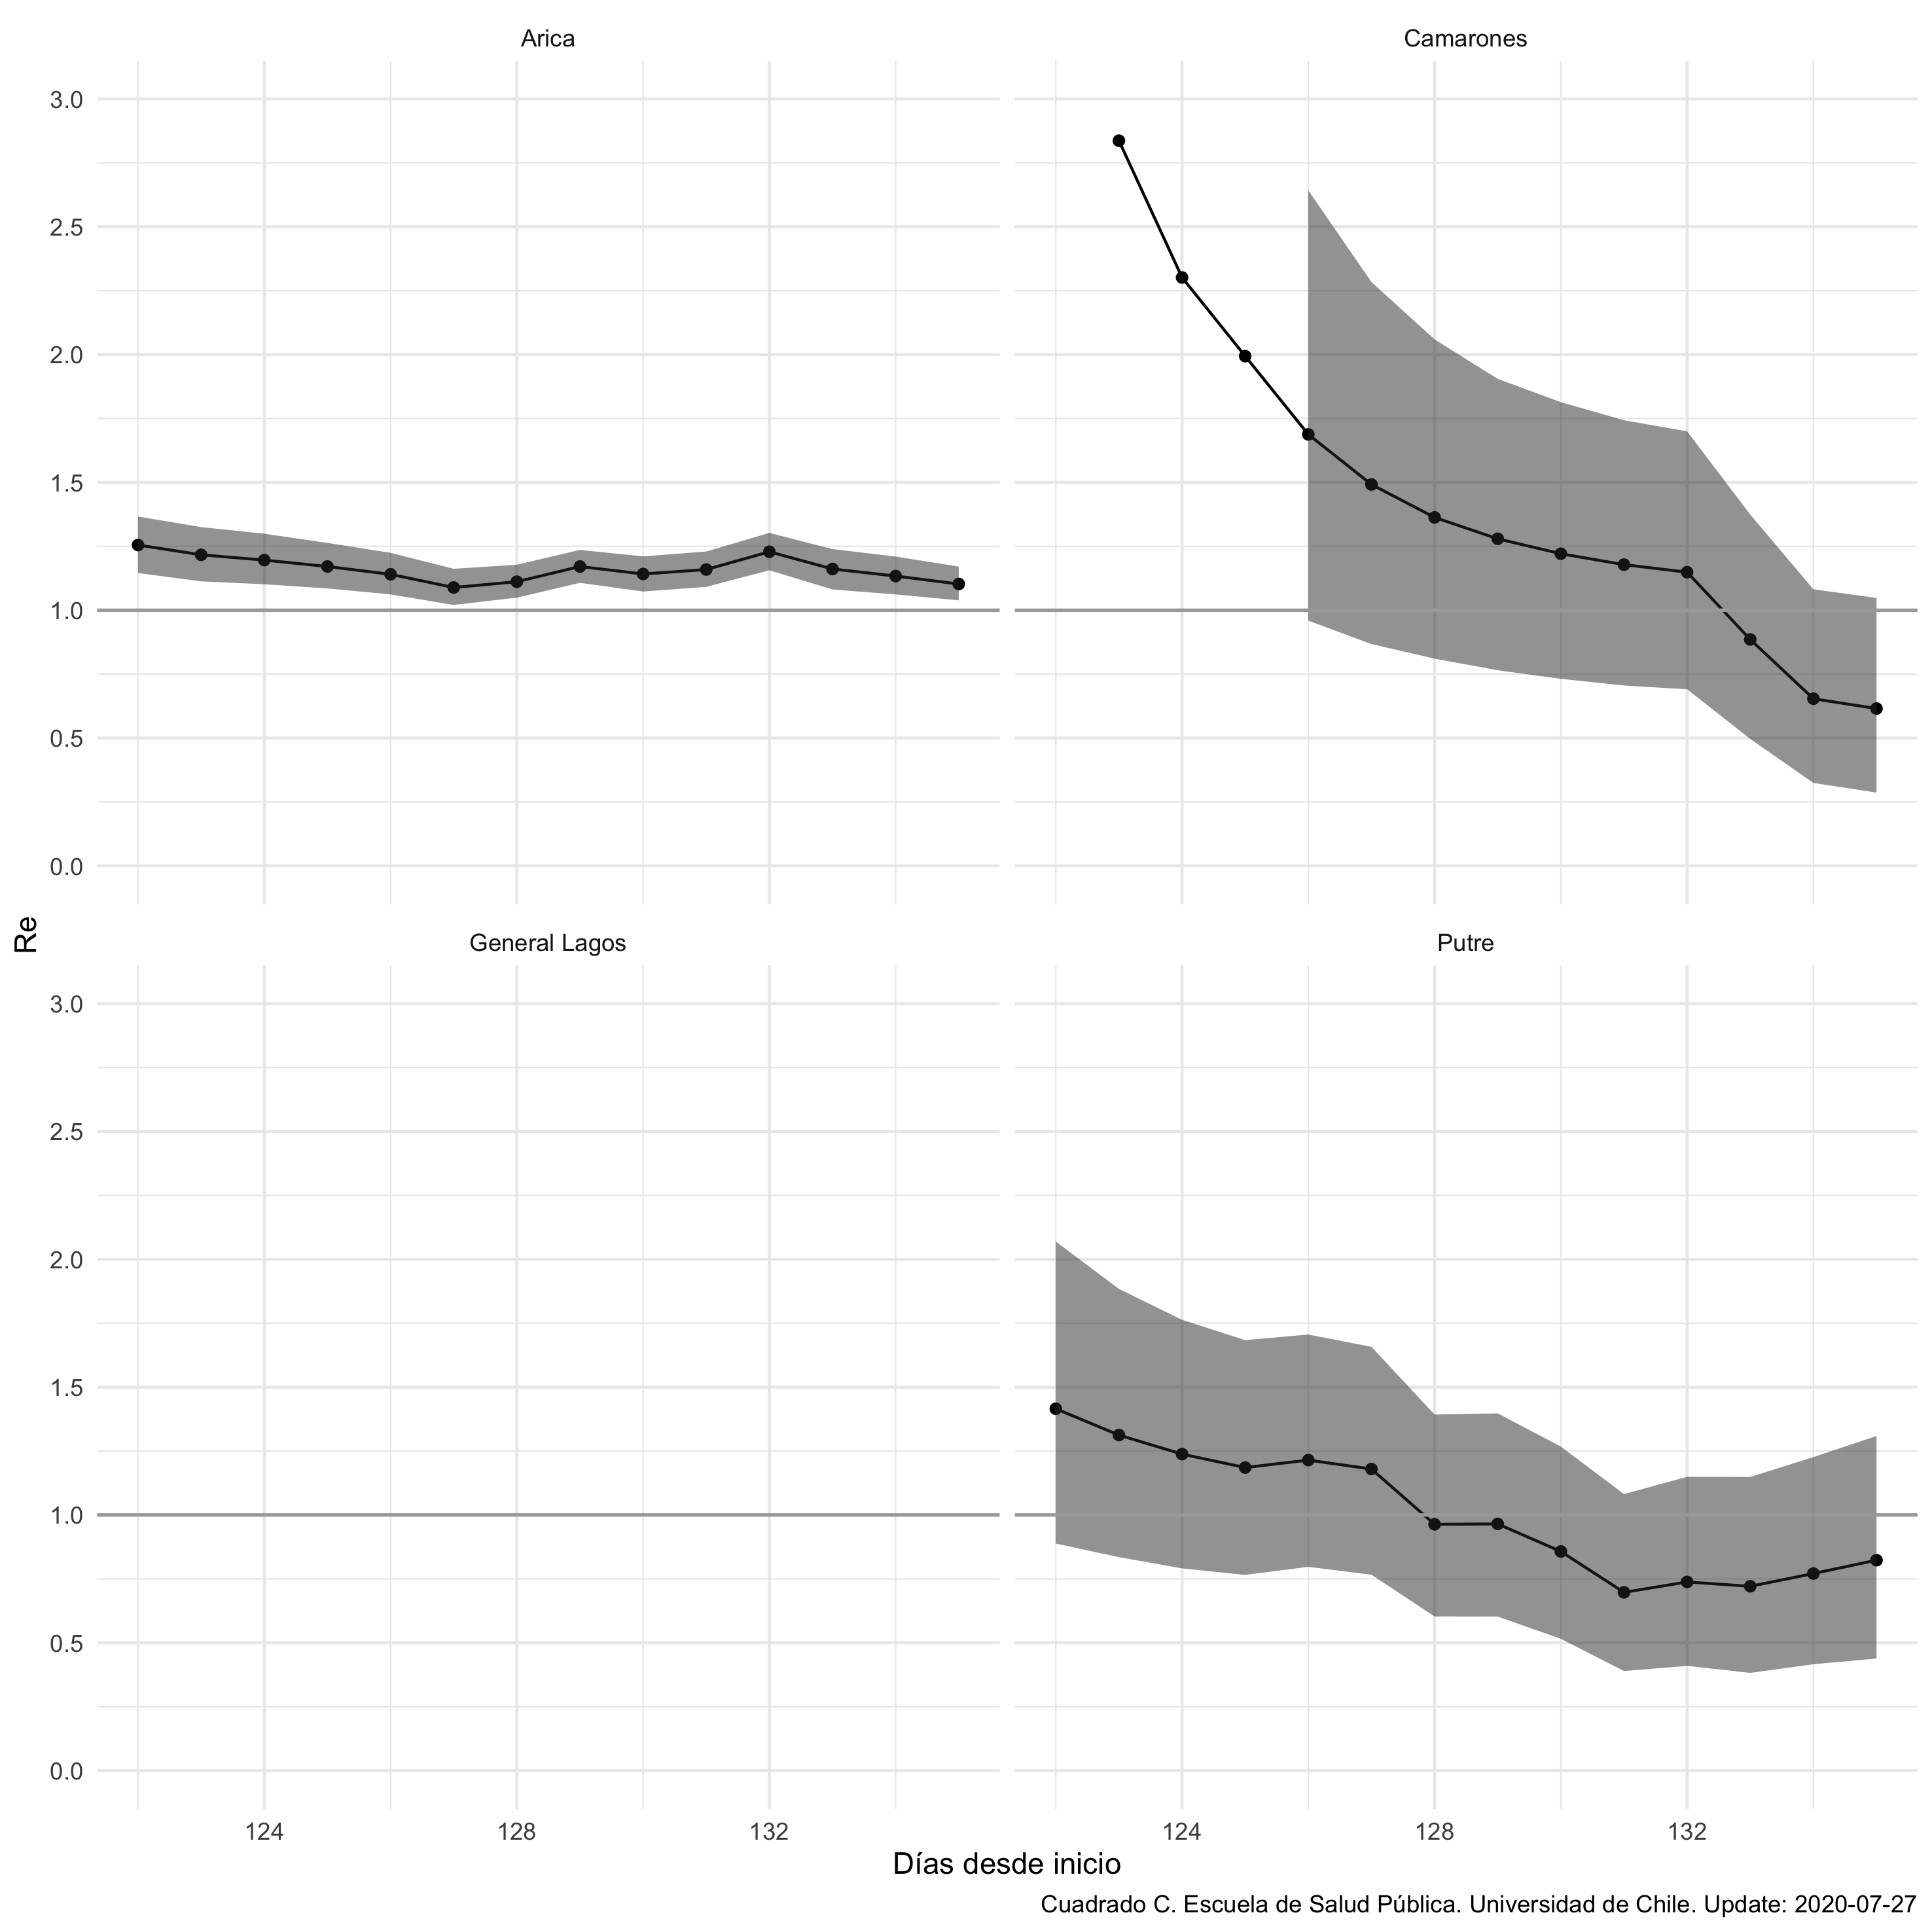 Arica
Camarones
3.0
2.5
2.0
1.5
1.0
0.5
0.0
Re
General Lagos
Putre
3.0
2.5
2.0
1.5
1.0
0.5
0.0
124 128 132 124 128 132
Días desde inicio
Cuadrado C. Escuela de Salud Pública. Universidad de Chile. Update: 2020-07-27